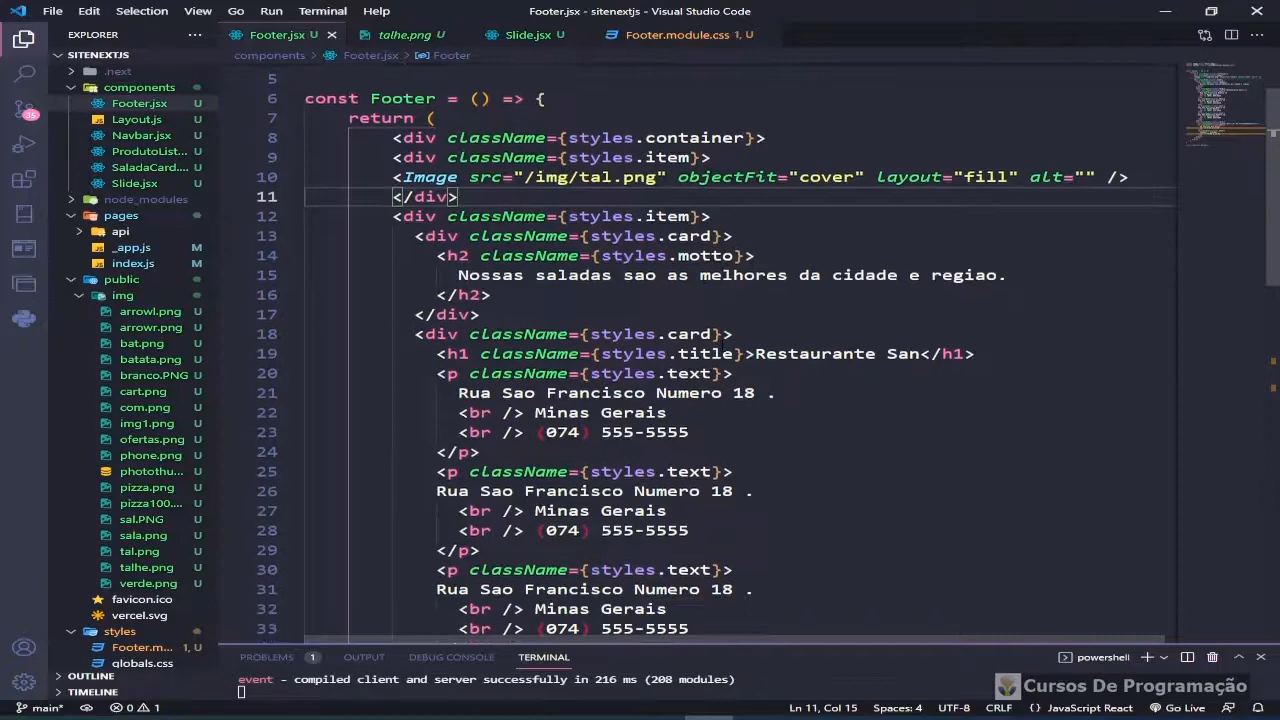 File Edit Selection View Go Run Terminal Help Footer.jsx - sitenextjs - Visual Studio Code
EXPLORER ··· Footer.jsx U talhe.png U Slide.jsx U Footer.module.css 1, U
SITENEXTJS components > Footer.jsx > Footer
.next
components
Footer.jsx U
Layout.js U
Navbar.jsx U
ProdutoList... U
SaladaCard... U
Slide.jsx U
node_modules
pages
api
_app.js M
index.js M
public
img
arrowl.png U
arrowr.png U
bat.png U
batata.png U
branco.PNG U
cart.png U
com.png U
img1.png U
ofertas.png U
phone.png U
photothu... U
pizza.png U
pizza100.... U
sal.PNG U
sala.png U
tal.png U
talhe.png U
verde.png U
favicon.ico
vercel.svg
styles
Footer.m... 1, U
globals.css
OUTLINE
TIMELINE
35
5
6 const Footer = () => {
7 return (
8 <div className={styles.container}>
9 <div className={styles.item}>
10 <Image src="/img/tal.png" objectFit="cover" layout="fill" alt="" />
11 </div>
12 <div className={styles.item}>
13 <div className={styles.card}>
14 <h2 className={styles.motto}>
15 Nossas saladas sao as melhores da cidade e regiao.
16 </h2>
17 </div>
18 <div className={styles.card}>
19 <h1 className={styles.title}>Restaurante San</h1>
20 <p className={styles.text}>
21 Rua Sao Francisco Numero 18 .
22 <br /> Minas Gerais
23 <br /> (074) 555-5555
24 </p>
25 <p className={styles.text}>
26 Rua Sao Francisco Numero 18 .
27 <br /> Minas Gerais
28 <br /> (074) 555-5555
29 </p>
30 <p className={styles.text}>
31 Rua Sao Francisco Numero 18 .
32 <br /> Minas Gerais
33 <br /> (074) 555-5555
PROBLEMS 1 OUTPUT DEBUG CONSOLE TERMINAL powershell
event - compiled client and server successfully in 216 ms (208 modules)
Cursos De Programação
main* 0 1 Ln 11, Col 15 Spaces: 4 UTF-8 CRLF {} JavaScript React Go Live